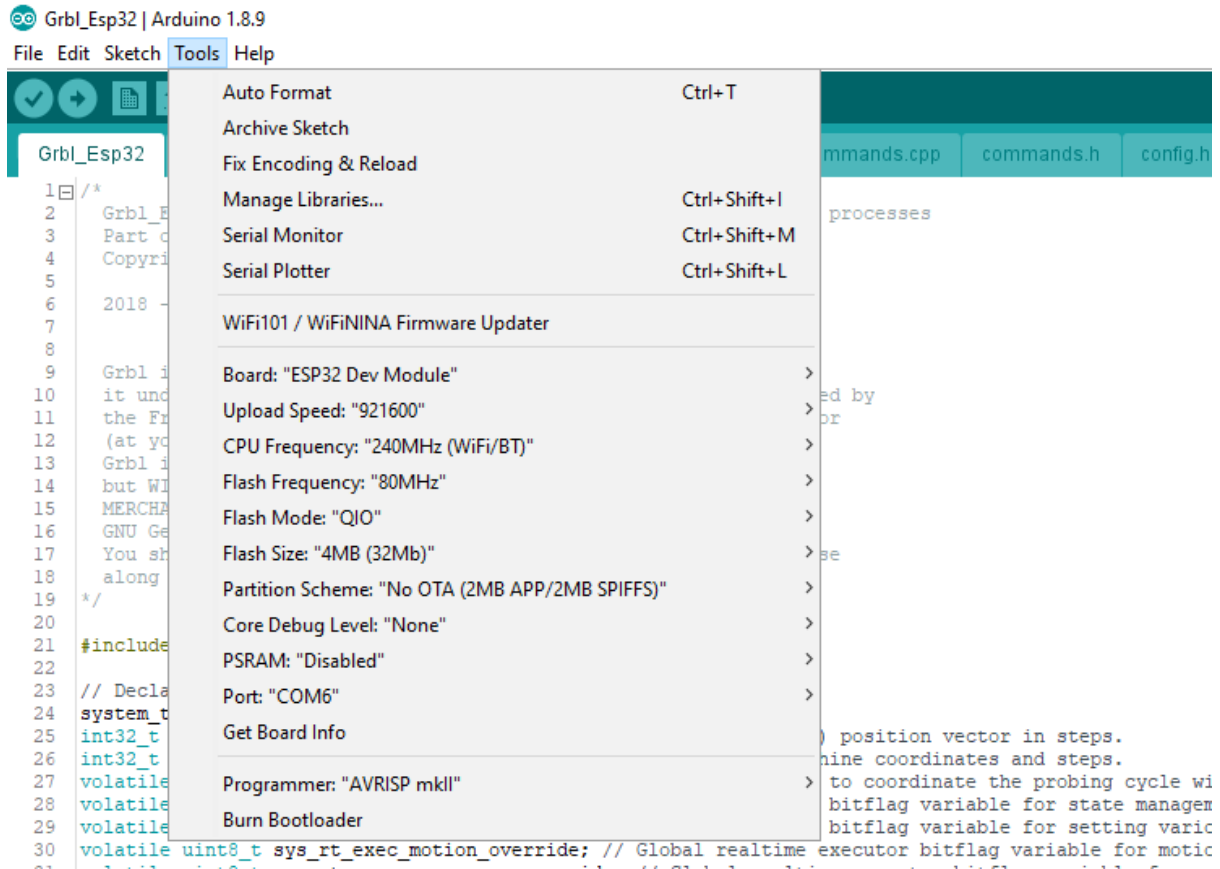 Grbl_Esp32 | Arduino 1.8.9
File Edit Sketch Tools Help
Auto Format Ctrl+T
Archive Sketch
Fix Encoding & Reload
Manage Libraries... Ctrl+Shift+I
Serial Monitor Ctrl+Shift+M
Serial Plotter Ctrl+Shift+L
WiFi101 / WiFiNINA Firmware Updater
Board: "ESP32 Dev Module"
Upload Speed: "921600"
CPU Frequency: "240MHz (WiFi/BT)"
Flash Frequency: "80MHz"
Flash Mode: "QIO"
Flash Size: "4MB (32Mb)"
Partition Scheme: "No OTA (2MB APP/2MB SPIFFS)"
Core Debug Level: "None"
PSRAM: "Disabled"
Port: "COM6"
Get Board Info
Programmer: "AVRISP mkII"
Burn Bootloader
Grbl_Esp32 mmands.cpp commands.h config.h
1 /*
2 Grbl_E processes
3 Part o
4 Copyri
5
6 2018 -
7
8
9 Grbl i
10 it und ed by
11 the Fr or
12 (at yo
13 Grbl i
14 but WI
15 MERCHA
16 GNU Ge
17 You sh se
18 along
19 */
20
21 #include
22
23 // Decla
24 system_t
25 int32_t ) position vector in steps.
26 int32_t hine coordinates and steps.
27 volatile to coordinate the probing cycle wi
28 volatile bitflag variable for state managem
29 volatile bitflag variable for setting vario
30 volatile uint8_t sys_rt_exec_motion_override; // Global realtime executor bitflag variable for motio